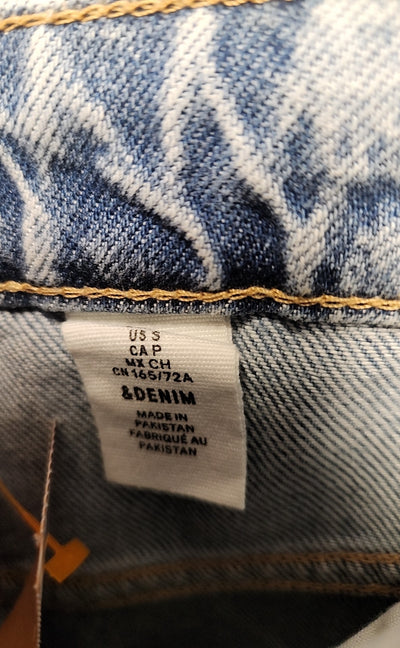 US S
CA P
MX CH
CN 165/72A
&DENIM
MADE IN
PAKISTAN
FABRIQUÉ AU
PAKISTAN